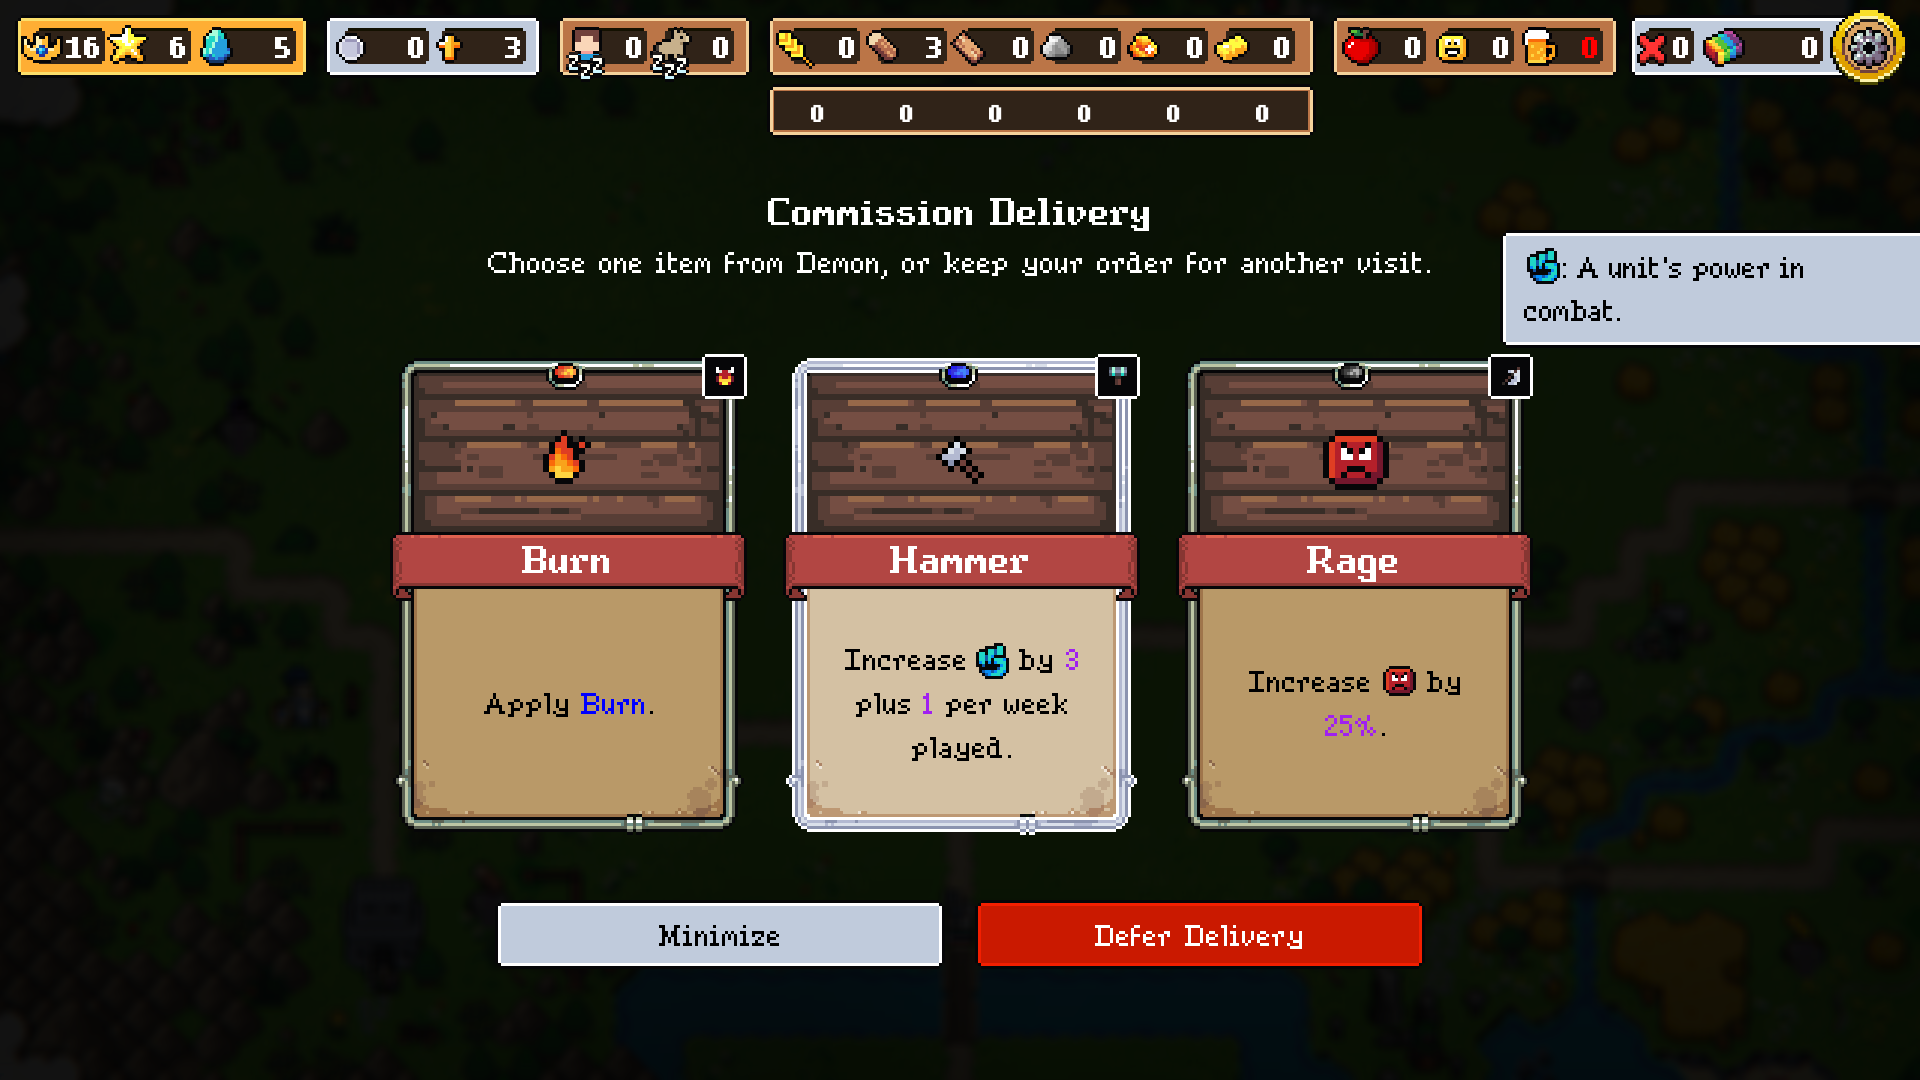 16 6 5 0 3 0 0 0 3 0 0 0 0 0 0 0 0 0
0 0 0 0 0 0
Commission Delivery
Choose one item from Demon, or keep your order for another visit.
: A unit's power in
combat.
Burn
Apply Burn.
Hammer
Increase by 3
plus 1 per week
played.
Rage
Increase by
25%.
Minimize
Defer Delivery